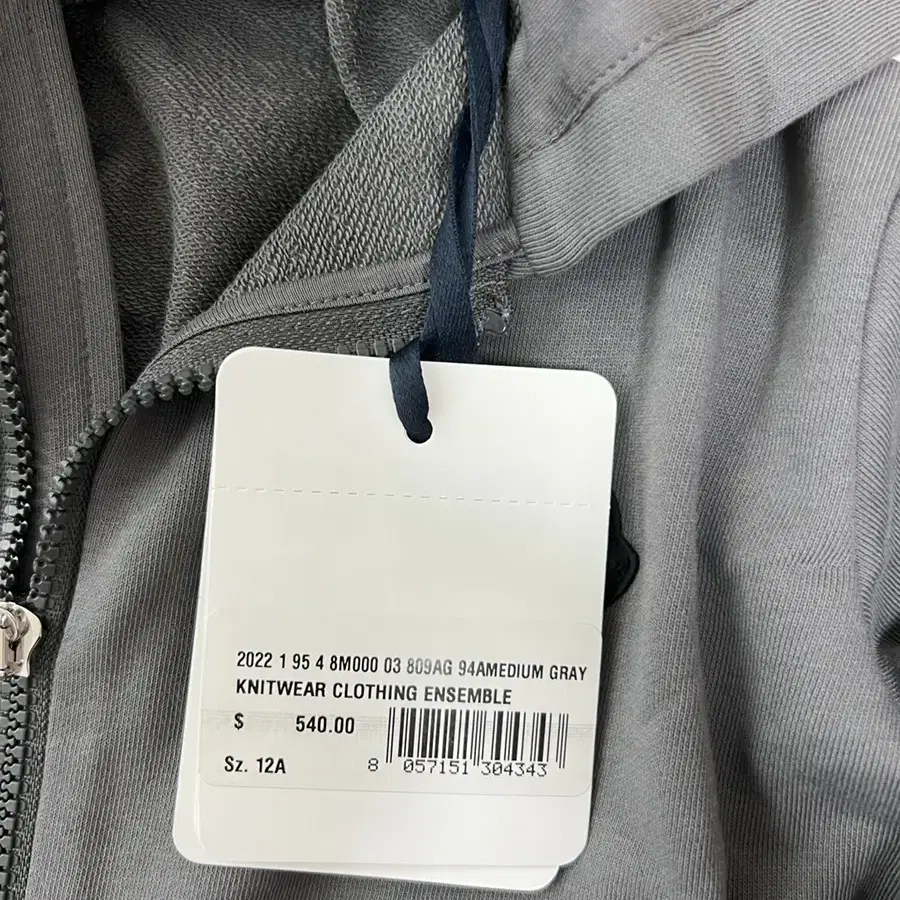 2022 1 95 4 8M000 03 809AG 94AMEDIUM GRAY
KNITWEAR CLOTHING ENSEMBLE
$ 540.00
Sz. 12A
8 057151 304343